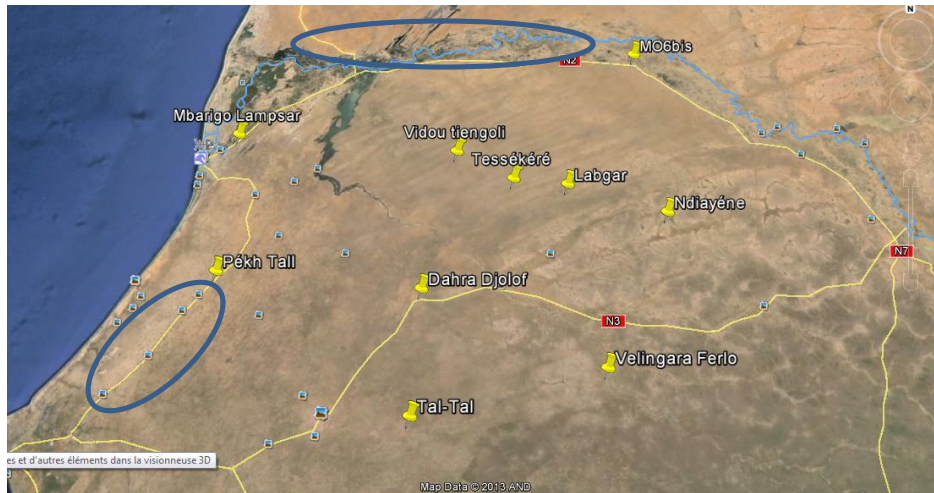 N
MO6bis
N2
Mbarigo Lampsar
Vidou tiengoli
Tessékéré
Labgar
Ndiayéne
N7
Pékh Tall
Dahra Djolof
N3
Velingara Ferlo
Tal-Tal
es et d'autres éléments dans la visionneuse 3D
Map Data © 2013 AND